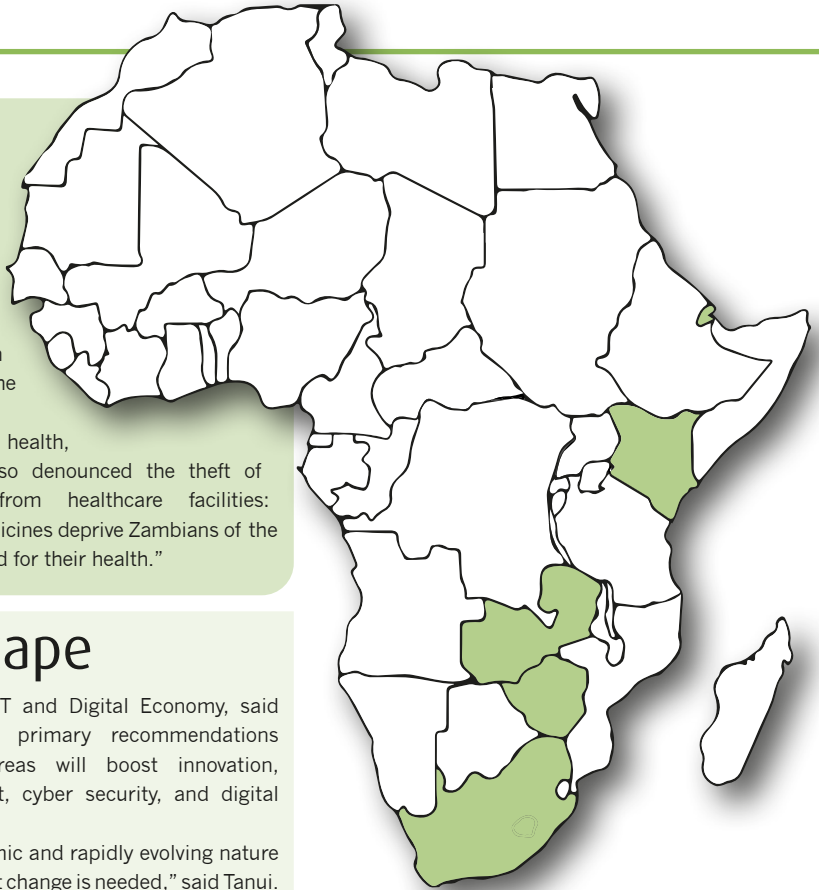 health,
so denounced the theft of
from healthcare facilities:
icines deprive Zambians of the
d for their health.”
ape
T and Digital Economy, said
primary recommendations
reas will boost innovation,
t, cyber security, and digital
mic and rapidly evolving nature
t change is needed,” said Tanui.